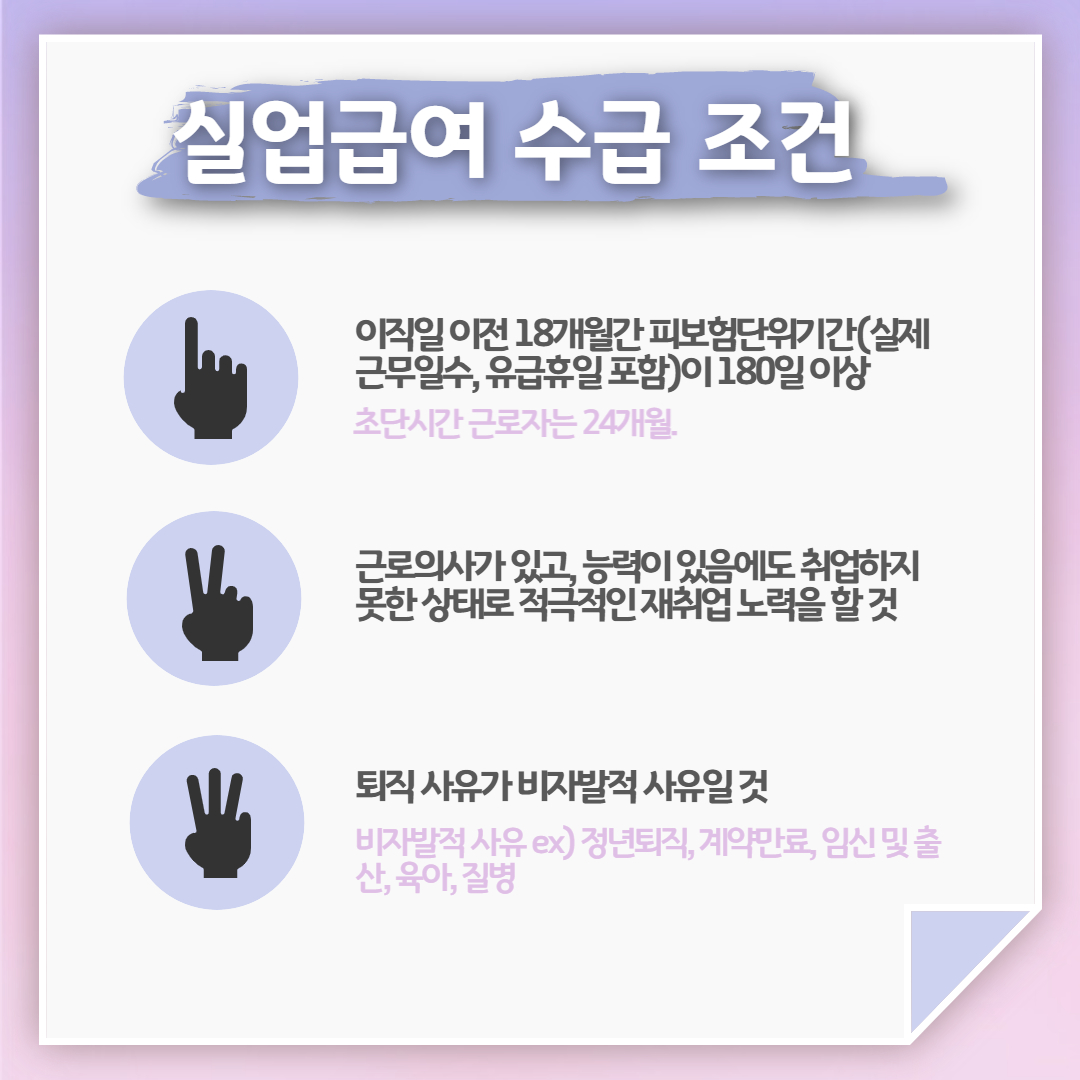 실업급여 수급 조건
이직일 이전 18개월간 피보험단위기간(실제
근무일수, 유급휴일 포함)이 180일 이상
초단시간 근로자는 24개월.
근로의사가 있고, 능력이 있음에도 취업하지
못한 상태로 적극적인 재취업 노력을 할 것
퇴직 사유가 비자발적 사유일 것
비자발적 사유 ex) 정년퇴직, 계약만료, 임신 및 출
산, 육아, 질병